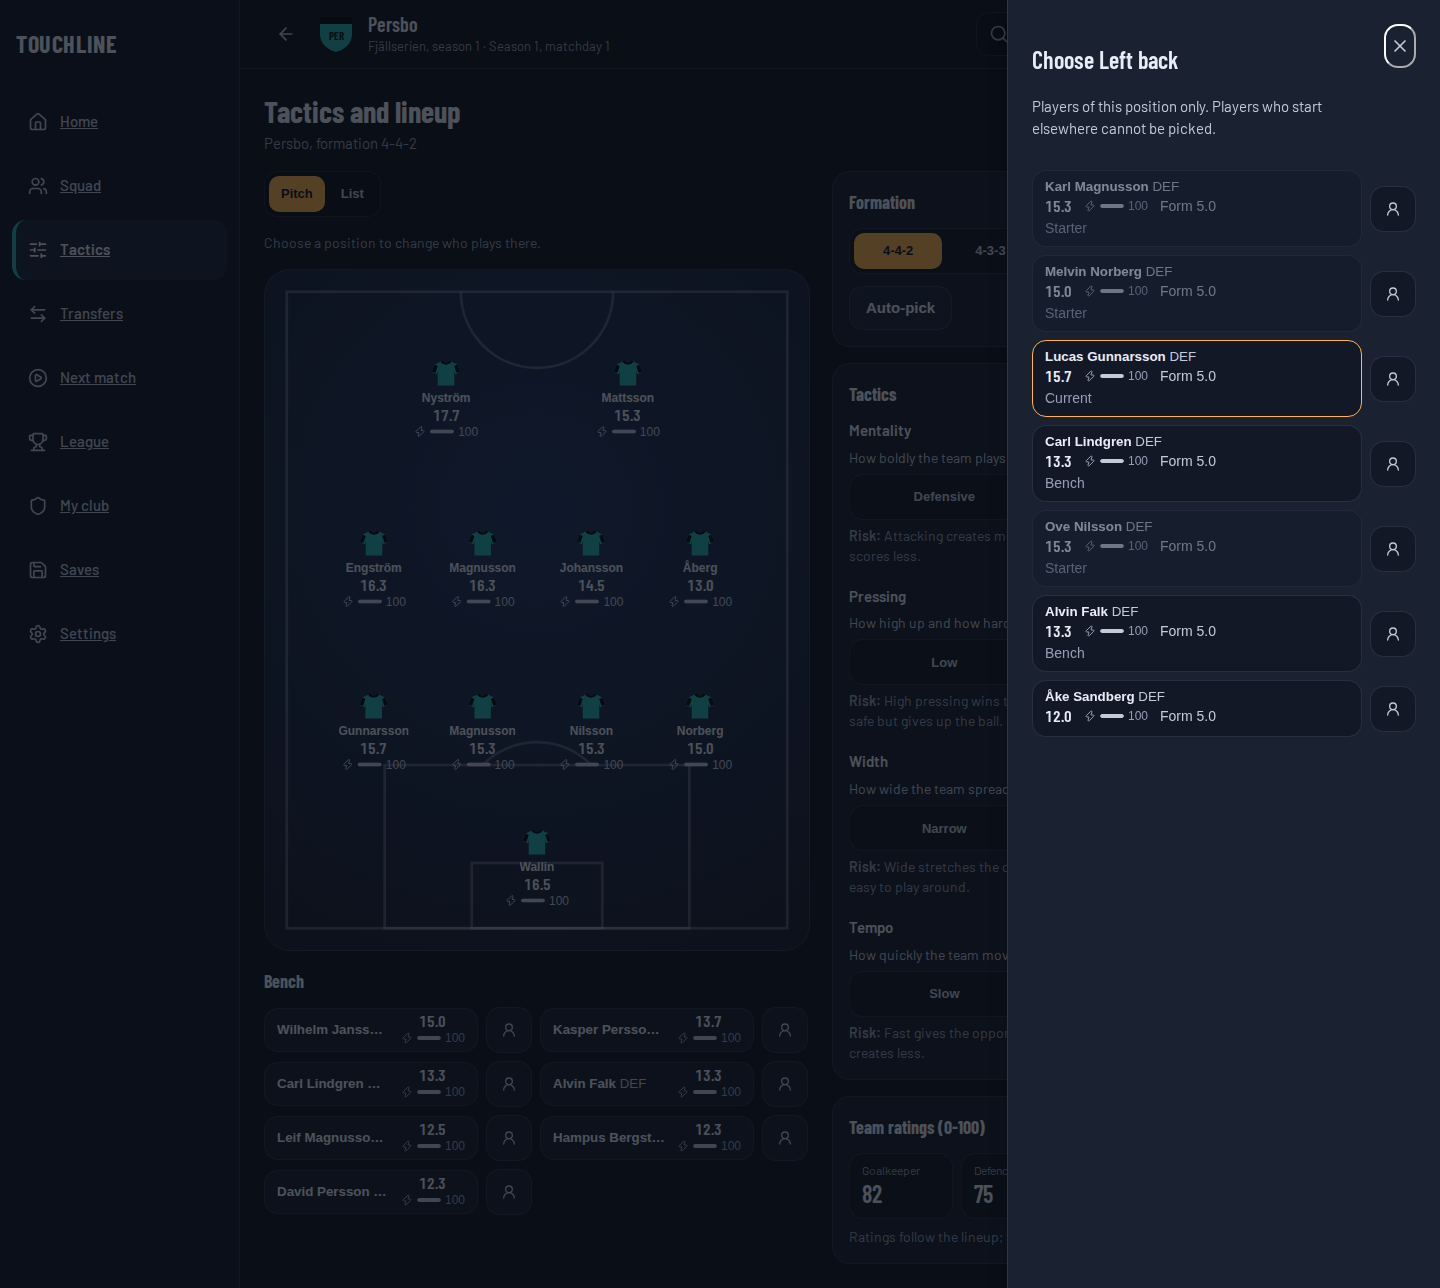 TOUCHLINE
Home
Squad
Tactics
Transfers
Next match
League
My club
Saves
Settings
PER
Persbo
Fjällserien, season 1 · Season 1, matchday 1
Tactics and lineup
Persbo, formation 4-4-2
Pitch List
Choose a position to change who plays there.
Nyström Mattsson
17.7 15.3
100 100
Engström Magnusson Johansson Åberg
16.3 16.3 14.5 13.0
100 100 100 100
Gunnarsson Magnusson Nilsson Norberg
15.7 15.3 15.3 15.0
100 100 100 100
Wallin
16.5
100
Bench
Wilhelm Janss... 15.0 100
Kasper Persso... 13.7 100
Carl Lindgren ... 13.3 100
Alvin Falk DEF 13.3 100
Leif Magnusso... 12.5 100
Hampus Bergst... 12.3 100
David Persson ... 12.3 100
Formation
4-4-2 4-3-3
Auto-pick
Tactics
Mentality
How boldly the team plays
Defensive
Risk: Attacking creates m
scores less.
Pressing
How high up and how hard
Low
Risk: High pressing wins t
safe but gives up the ball.
Width
How wide the team spread
Narrow
Risk: Wide stretches the o
easy to play around.
Tempo
How quickly the team mov
Slow
Risk: Fast gives the oppor
creates less.
Team ratings (0-100)
Goalkeeper Defenc
82 75
Ratings follow the lineup:
Choose Left back
Players of this position only. Players who start
elsewhere cannot be picked.
Karl Magnusson DEF
15.3 100 Form 5.0
Starter
Melvin Norberg DEF
15.0 100 Form 5.0
Starter
Lucas Gunnarsson DEF
15.7 100 Form 5.0
Current
Carl Lindgren DEF
13.3 100 Form 5.0
Bench
Ove Nilsson DEF
15.3 100 Form 5.0
Starter
Alvin Falk DEF
13.3 100 Form 5.0
Bench
Åke Sandberg DEF
12.0 100 Form 5.0